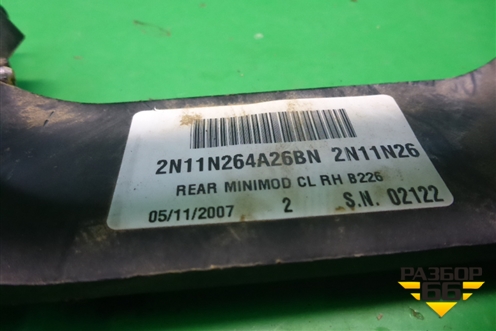 2N11N264A26BN 2N11N26
REAR MINIMOD CL RH B226
05/11/2007 2 S.N. 02122
РАЗБОР
66